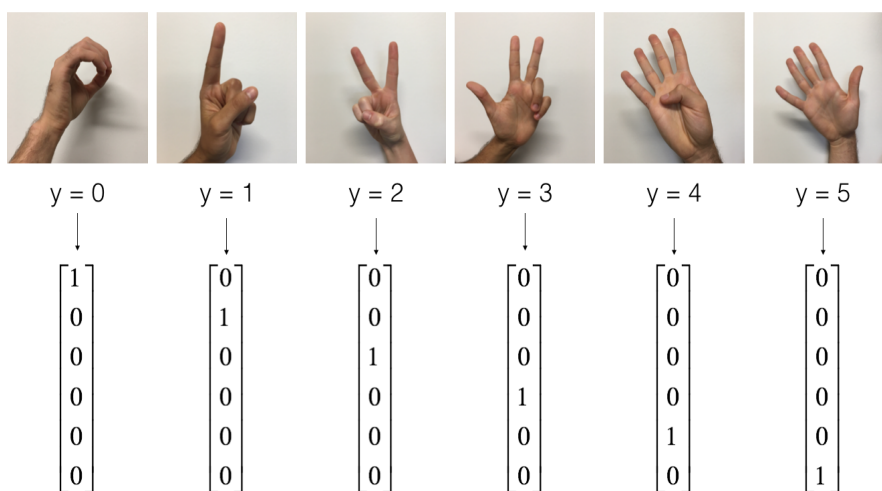 y = 0 y = 1 y = 2 y = 3 y = 4 y = 5
1 0 0 0 0 0
0 1 0 0 0 0
0 0 1 0 0 0
0 0 0 1 0 0
0 0 0 0 1 0
0 0 0 0 0 1